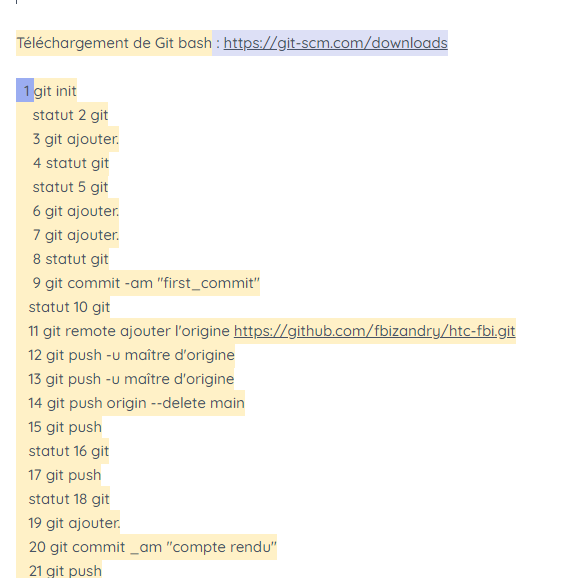 Téléchargement de Git bash : https://git-scm.com/downloads
1 git init
statut 2 git
3 git ajouter.
4 statut git
statut 5 git
6 git ajouter.
7 git ajouter.
8 statut git
9 git commit -am "first_commit"
statut 10 git
11 git remote ajouter l'origine https://github.com/fbizandry/htc-fbi.git
12 git push -u maître d'origine
13 git push -u maître d'origine
14 git push origin --delete main
15 git push
statut 16 git
17 git push
statut 18 git
19 git ajouter.
20 git commit _am "compte rendu"
21 git push